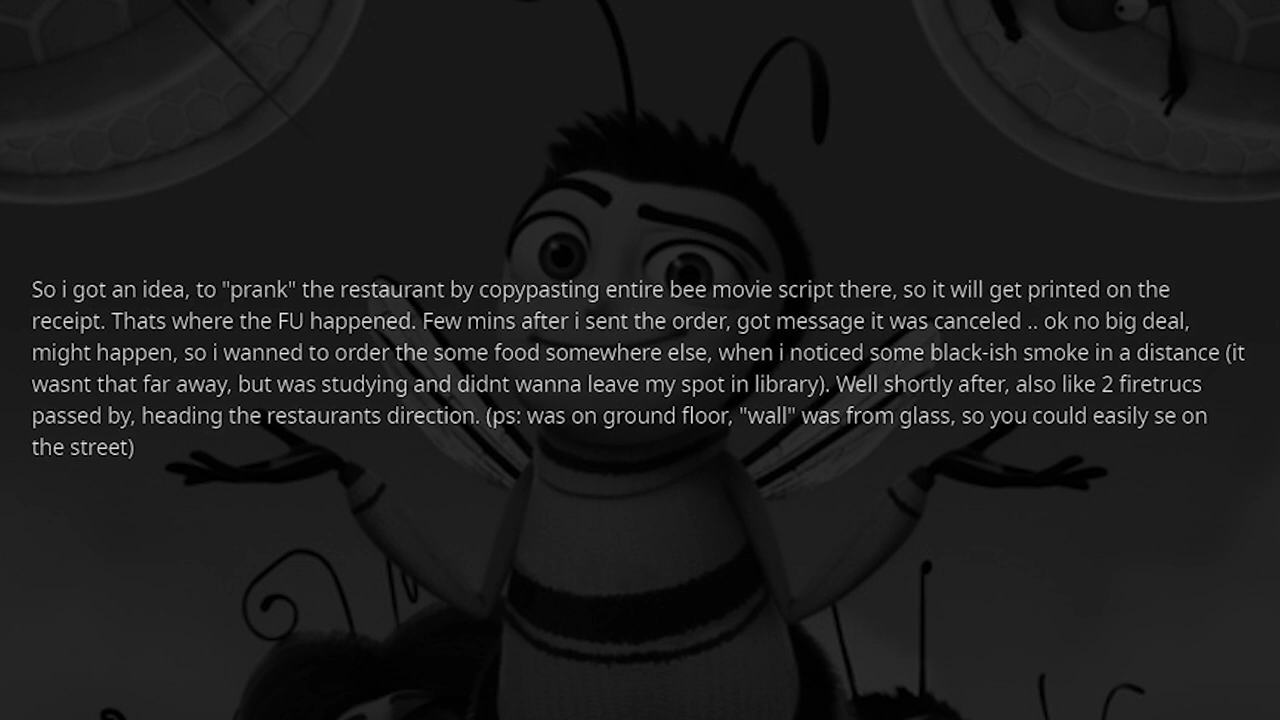 So i got an idea, to "prank" the restaurant by copypasting entire bee movie script there, so it will get printed on the
receipt. Thats where the FU happened. Few mins after i sent the order, got message it was canceled .. ok no big deal,
might happen, so i wanned to order the some food somewhere else, when i noticed some black-ish smoke in a distance (it
wasnt that far away, but was studying and didnt wanna leave my spot in library). Well shortly after, also like 2 firetrucs
passed by, heading the restaurants direction. (ps: was on ground floor, "wall" was from glass, so you could easily se on
the street)